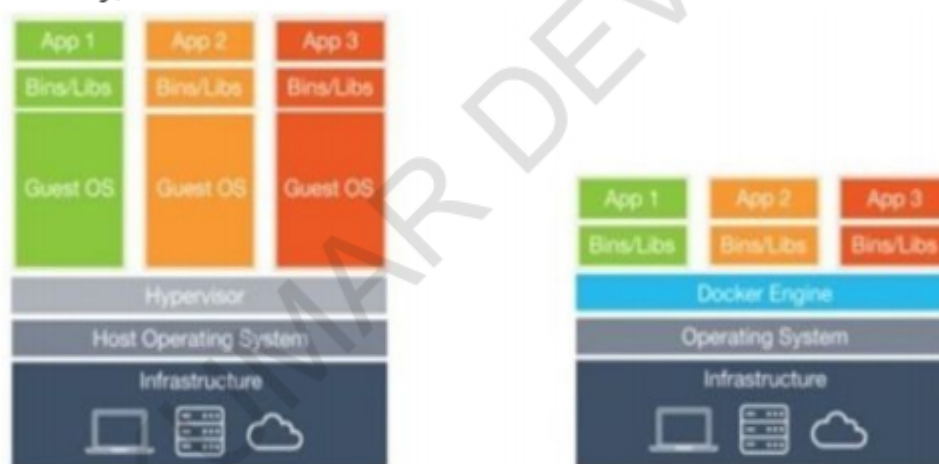 App 1 App 2 App 3
Bins/Libs Bins/Libs Bins/Libs
Guest OS Guest OS Guest OS
Hypervisor
Host Operating System
Infrastructure
App 1 App 2 App 3
Bins/Libs Bins/Libs Bins/Libs
Docker Engine
Operating System
Infrastructure
UMAR DEV